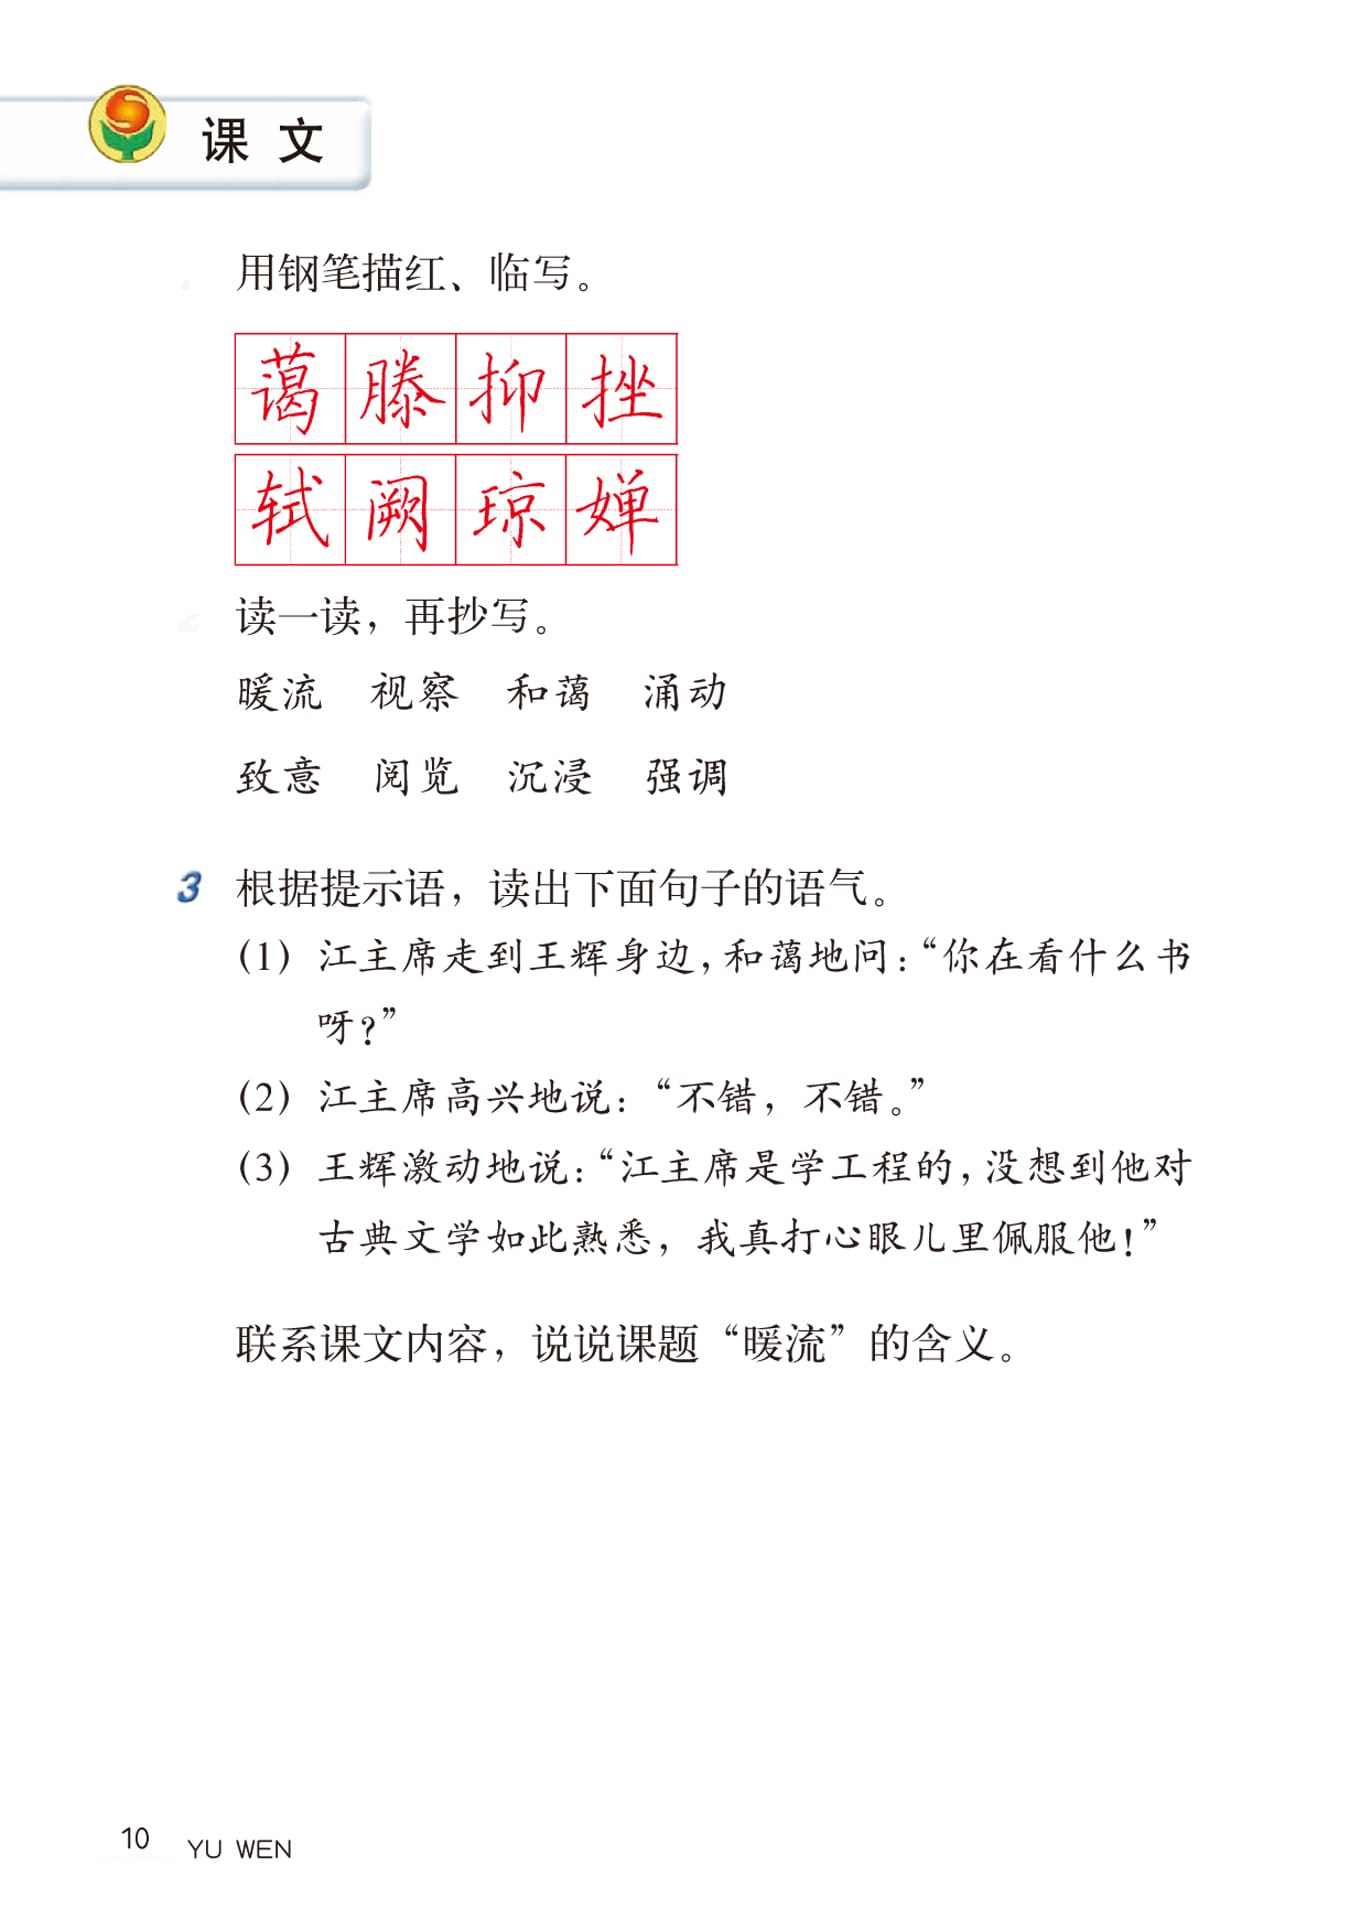 课 文
用钢笔描红、临写。
蔼 滕 抑 挫
轼 阙 琼 婵
读一读，再抄写。
暖流 视察 和蔼 涌动
致意 阅览 沉浸 强调
3 根据提示语，读出下面句子的语气。
(1) 江主席走到王辉身边，和蔼地问：“你在看什么书
呀？”
(2) 江主席高兴地说：“不错，不错。”
(3) 王辉激动地说：“江主席是学工程的，没想到他对
古典文学如此熟悉，我真打心眼儿里佩服他！”
联系课文内容，说说课题“暖流”的含义。
10 YU WEN